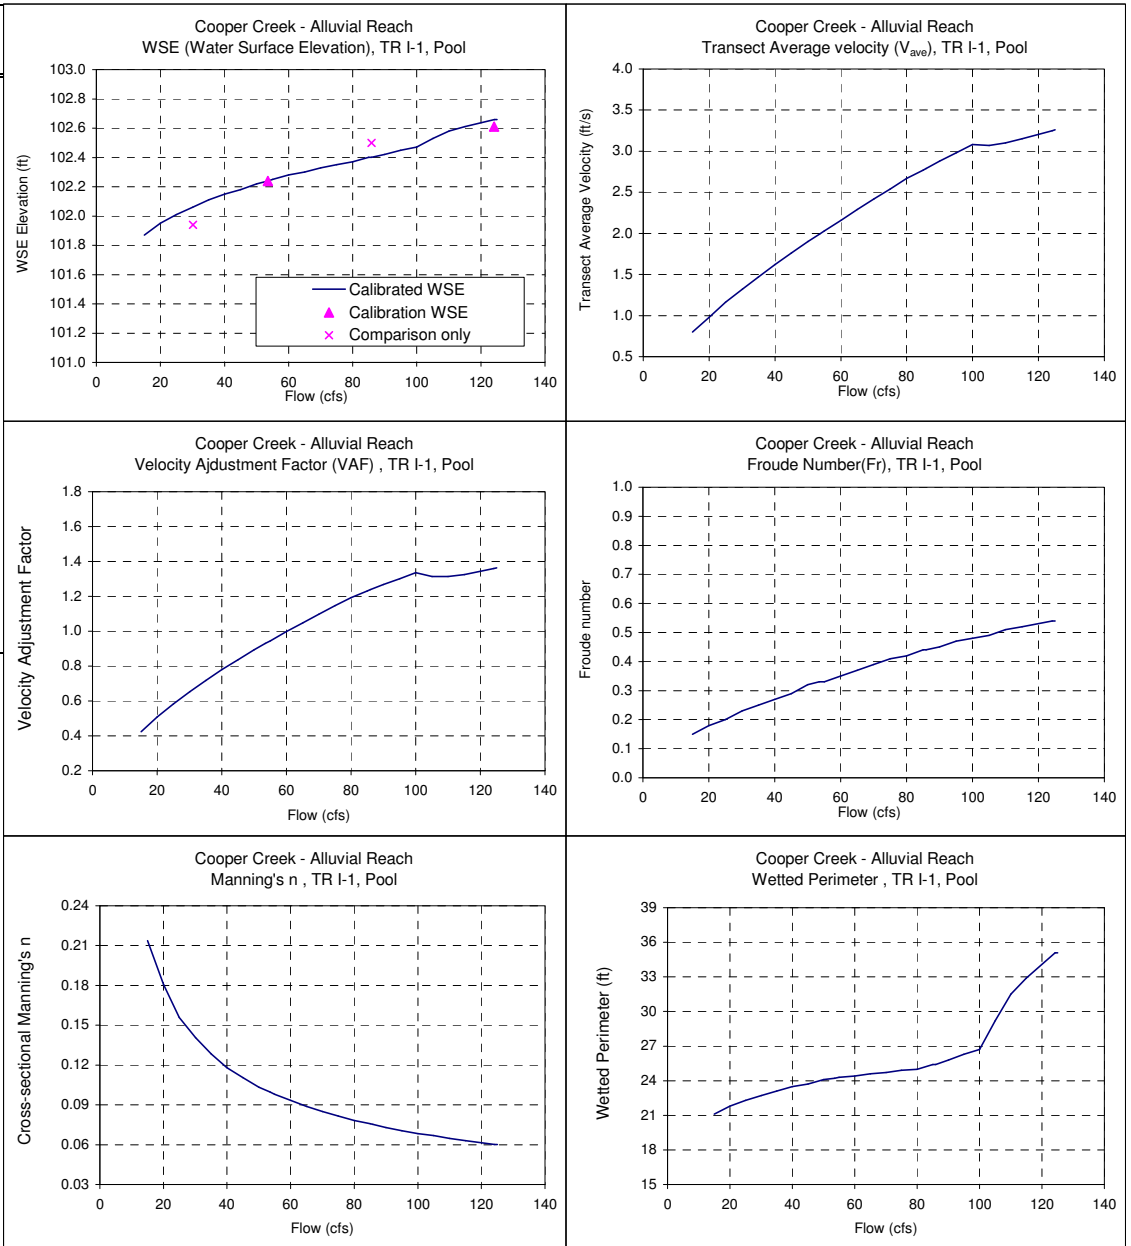 Cooper Creek - Alluvial Reach
WSE (Water Surface Elevation), TR I-1, Pool
103.0
102.8
102.6
102.4
102.2
102.0
101.8
101.6
101.4
101.2
101.0
WSE Elevation (ft)
Calibrated WSE
Calibration WSE
Comparison only
0 20 40 60 80 100 120 140
Flow (cfs)
Cooper Creek - Alluvial Reach
Transect Average velocity (Vave), TR I-1, Pool
4.0
3.5
3.0
2.5
2.0
1.5
1.0
0.5
Transect Average Velocity (ft/s)
0 20 40 60 80 100 120 140
Flow (cfs)
Cooper Creek - Alluvial Reach
Velocity Ajdustment Factor (VAF) , TR I-1, Pool
1.8
1.6
1.4
1.2
1.0
0.8
0.6
0.4
0.2
Velocity Adjustment Factor
0 20 40 60 80 100 120 140
Flow (cfs)
Cooper Creek - Alluvial Reach
Froude Number(Fr), TR I-1, Pool
1.0
0.9
0.8
0.7
0.6
0.5
0.4
0.3
0.2
0.1
0.0
Froude number
0 20 40 60 80 100 120 140
Flow (cfs)
Cooper Creek - Alluvial Reach
Manning's n , TR I-1, Pool
0.24
0.21
0.18
0.15
0.12
0.09
0.06
0.03
Cross-sectional Manning's n
0 20 40 60 80 100 120 140
Flow (cfs)
Cooper Creek - Alluvial Reach
Wetted Perimeter , TR I-1, Pool
39
36
33
30
27
24
21
18
15
Wetted Perimeter (ft)
0 20 40 60 80 100 120 140
Flow (cfs)